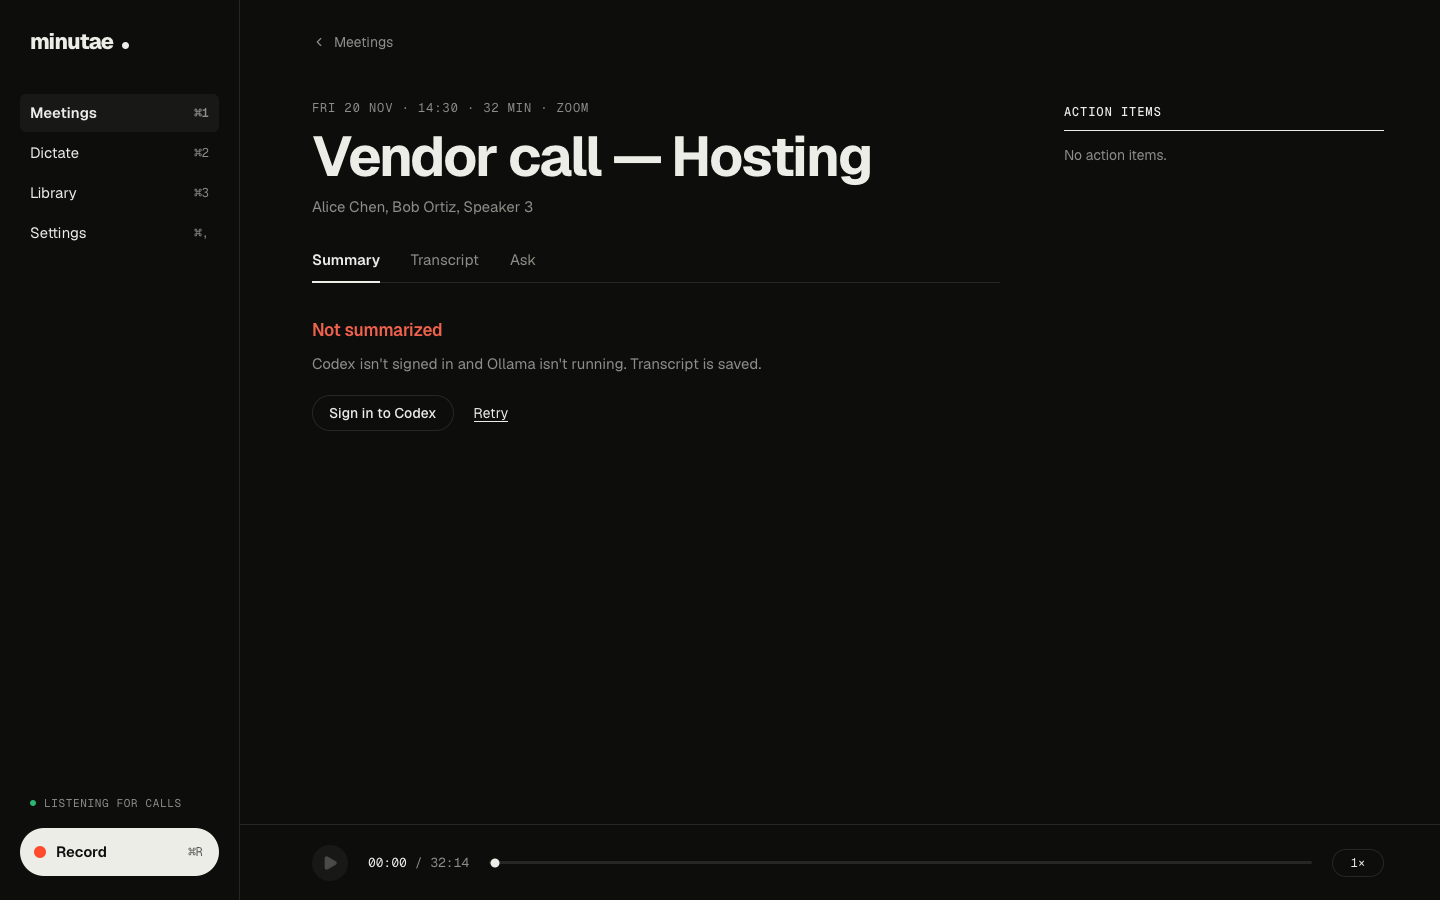 minutae
Meetings ⌘1
Dictate ⌘2
Library ⌘3
Settings ⌘,
LISTENING FOR CALLS
Record ⌘R
Meetings
FRI 20 NOV · 14:30 · 32 MIN · ZOOM
Vendor call — Hosting
Alice Chen, Bob Ortiz, Speaker 3
Summary Transcript Ask
Not summarized
Codex isn't signed in and Ollama isn't running. Transcript is saved.
Sign in to Codex Retry
ACTION ITEMS
No action items.
00:00 / 32:14 1×